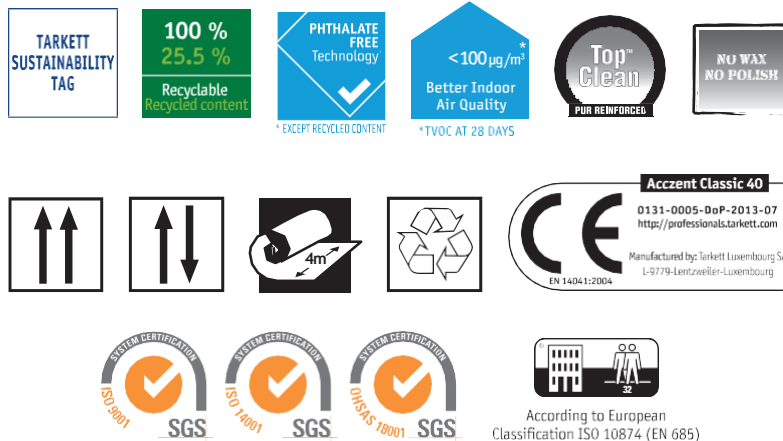 TARKETT
SUSTAINABILITY
TAG
100 %
25.5 %
Recyclable
Recycled content
PHTHALATE
FREE
Technology*
* EXCEPT RECYCLED CONTENT
<100 µg/m³*
Better Indoor
Air Quality
*TVOC AT 28 DAYS
Top™
Clean
PUR REINFORCED
NO WAX
NO POLISH
4m
Acczent Classic 40
CE
0131-0005-DoP-2013-07
http://professionals.tarkett.com
Manufactured by: Tarkett Luxembourg Sa
L-9779-Lentzweiler-Luxembourg
EN 14041:2004
SYSTEM CERTIFICATION
ISO 9001
SGS
SYSTEM CERTIFICATION
ISO 14001
SGS
SYSTEM CERTIFICATION
OHSAS 18001
SGS
©
32
According to European
Classification ISO 10874 (EN 685)